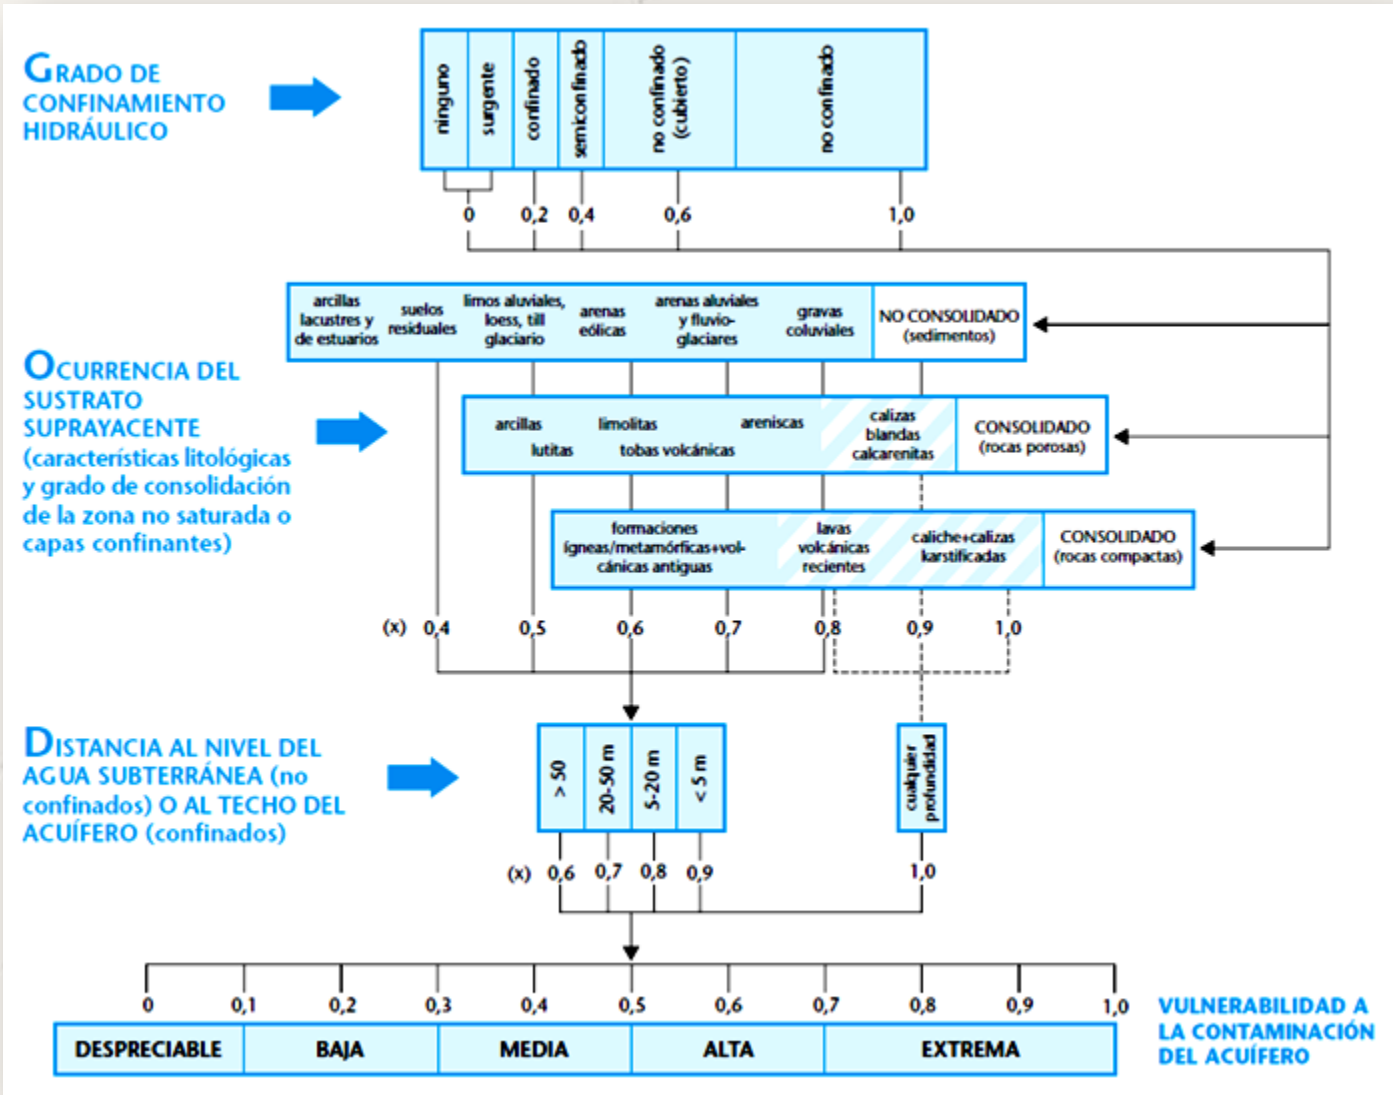 GRADO DE
CONFINAMIENTO
HIDRÁULICO
ninguno
surgente
confinado
semiconfinado
no confinado
(cubierto)
no confinado
0
0,2
0,4
0,6
1,0
OCURRENCIA DEL
SUSTRATO
SUPRAYACENTE
(características litológicas
y grado de consolidación
de la zona no saturada o
capas confinantes)
arcillas
lacustres y
de estuarios
suelos
residuales
limos aluviales,
loess, till
glaciario
arenas
eólicas
arenas aluviales
y fluvio-
glaciares
gravas
coluviales
NO CONSOLIDADO
(sedimentos)
arcillas
lutitas
limolitas
tobas volcánicas
areniscas
calizas
blandas
calcarenitas
CONSOLIDADO
(rocas porosas)
formaciones
ígneas/metamórficas+vol-
cánicas antiguas
lavas
volcánicas
recientes
caliche+calizas
karstificadas
CONSOLIDADO
(rocas compactas)
(x) 0,4 0,5 0,6 0,7 0,8 0,9 1,0
DISTANCIA AL NIVEL DEL
AGUA SUBTERRÁNEA (no
confinados) O AL TECHO DEL
ACUÍFERO (confinados)
> 50
20-50 m
5-20 m
< 5 m
cualquier
profundidad
(x) 0,6 0,7 0,8 0,9 1,0
0 0,1 0,2 0,3 0,4 0,5 0,6 0,7 0,8 0,9 1,0
DESPRECIABLE BAJA MEDIA ALTA EXTREMA
VULNERABILIDAD A
LA CONTAMINACIÓN
DEL ACUÍFERO